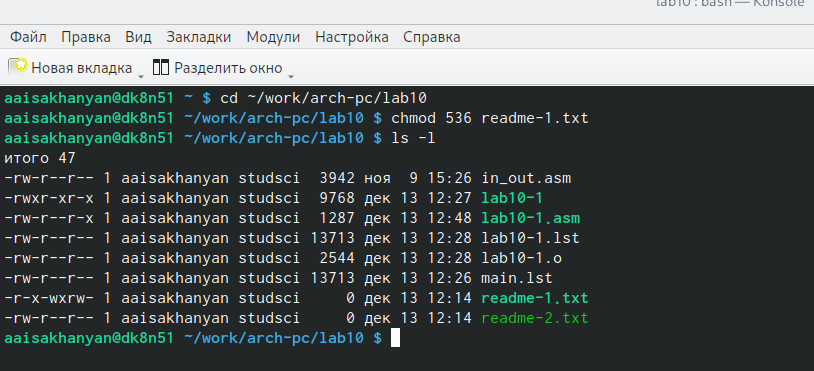 lab10 : bash — Konsole
Файл Правка Вид Закладки Модули Настройка Справка
Новая вкладка Разделить окно
aaisakhanyan@dk8n51 ~ $ cd ~/work/arch-pc/lab10
aaisakhanyan@dk8n51 ~/work/arch-pc/lab10 $ chmod 536 readme-1.txt
aaisakhanyan@dk8n51 ~/work/arch-pc/lab10 $ ls -l
итого 47
-rw-r--r-- 1 aaisakhanyan studsci  3942 ноя  9 15:26 in_out.asm
-rwxr-xr-x 1 aaisakhanyan studsci  9768 дек 13 12:27 lab10-1
-rw-r--r-x 1 aaisakhanyan studsci  1287 дек 13 12:48 lab10-1.asm
-rw-r--r-- 1 aaisakhanyan studsci 13713 дек 13 12:28 lab10-1.lst
-rw-r--r-- 1 aaisakhanyan studsci  2544 дек 13 12:28 lab10-1.o
-rw-r--r-- 1 aaisakhanyan studsci 13713 дек 13 12:26 main.lst
-r-x-wxrw- 1 aaisakhanyan studsci     0 дек 13 12:14 readme-1.txt
-rw-r--r-- 1 aaisakhanyan studsci     0 дек 13 12:14 readme-2.txt
aaisakhanyan@dk8n51 ~/work/arch-pc/lab10 $